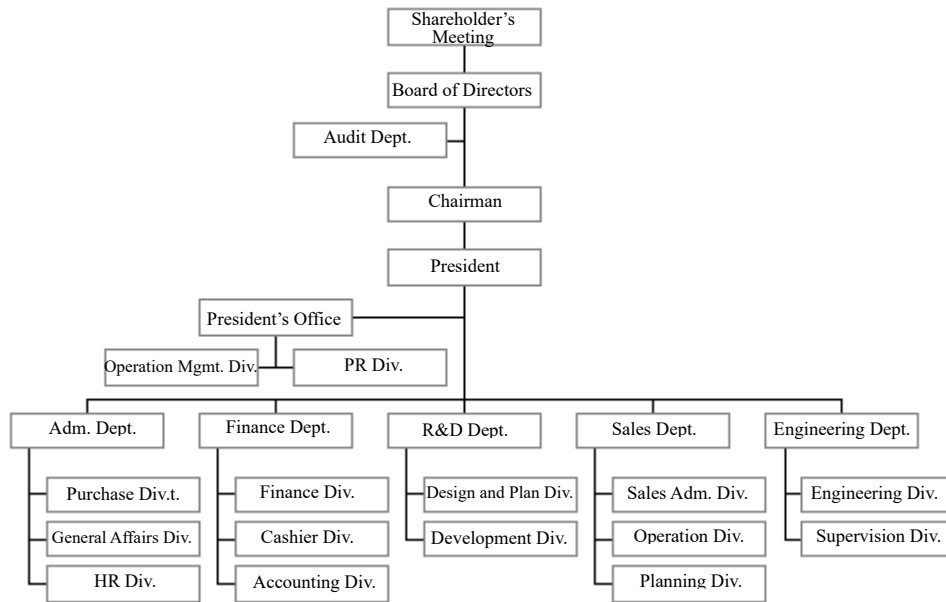 Shareholder’s
Meeting
Board of Directors
Audit Dept.
Chairman
President
President’s Office
Operation Mgmt. Div.
PR Div.
Adm. Dept.
Finance Dept.
R&D Dept.
Sales Dept.
Engineering Dept.
Purchase Div.t.
Finance Div.
Design and Plan Div.
Sales Adm. Div.
Engineering Div.
General Affairs Div.
Cashier Div.
Development Div.
Operation Div.
Supervision Div.
HR Div.
Accounting Div.
Planning Div.